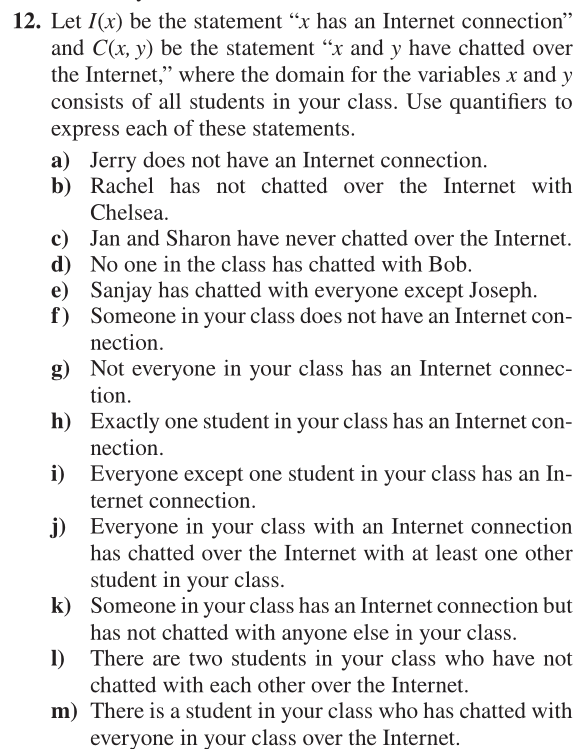 12. Let I(x) be the statement “x has an Internet connection”
and C(x, y) be the statement “x and y have chatted over
the Internet,” where the domain for the variables x and y
consists of all students in your class. Use quantifiers to
express each of these statements.
a) Jerry does not have an Internet connection.
b) Rachel has not chatted over the Internet with
Chelsea.
c) Jan and Sharon have never chatted over the Internet.
d) No one in the class has chatted with Bob.
e) Sanjay has chatted with everyone except Joseph.
f) Someone in your class does not have an Internet con-
nection.
g) Not everyone in your class has an Internet connec-
tion.
h) Exactly one student in your class has an Internet con-
nection.
i) Everyone except one student in your class has an In-
ternet connection.
j) Everyone in your class with an Internet connection
has chatted over the Internet with at least one other
student in your class.
k) Someone in your class has an Internet connection but
has not chatted with anyone else in your class.
l) There are two students in your class who have not
chatted with each other over the Internet.
m) There is a student in your class who has chatted with
everyone in your class over the Internet.